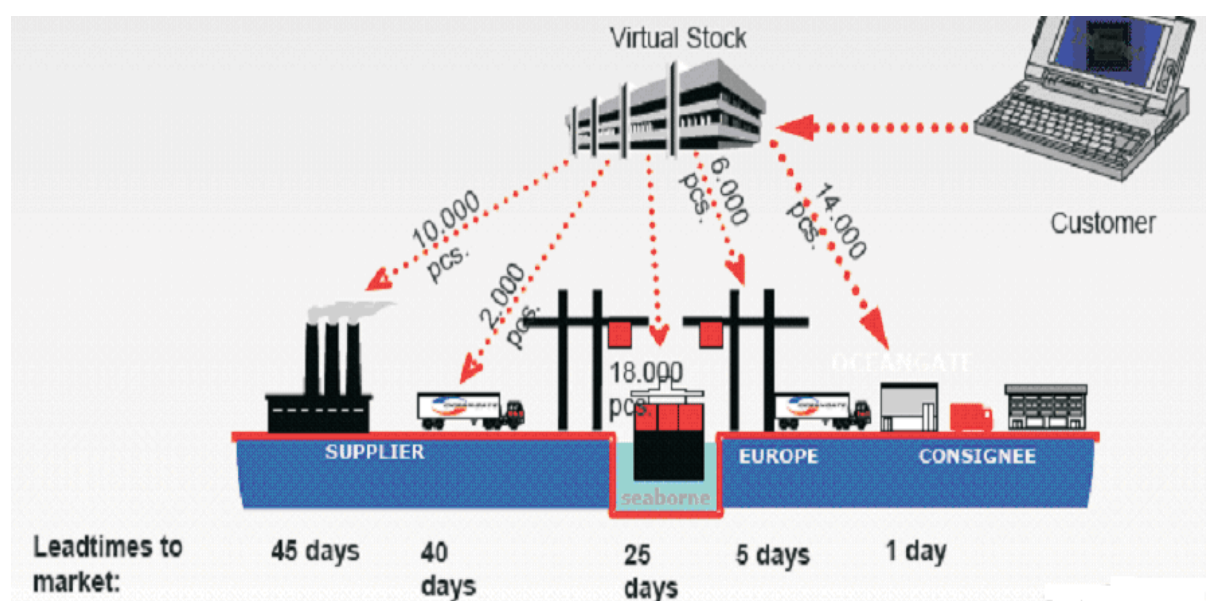 Virtual Stock
Customer
10.000
pcs.
2.000
pcs.
18.000
pcs.
6.000
pcs.
14.000
pcs.
OCEANGATE
SUPPLIER
seaborne
EUROPE
CONSIGNEE
Leadtimes to
market:
45 days
40
days
25
days
5 days
1 day